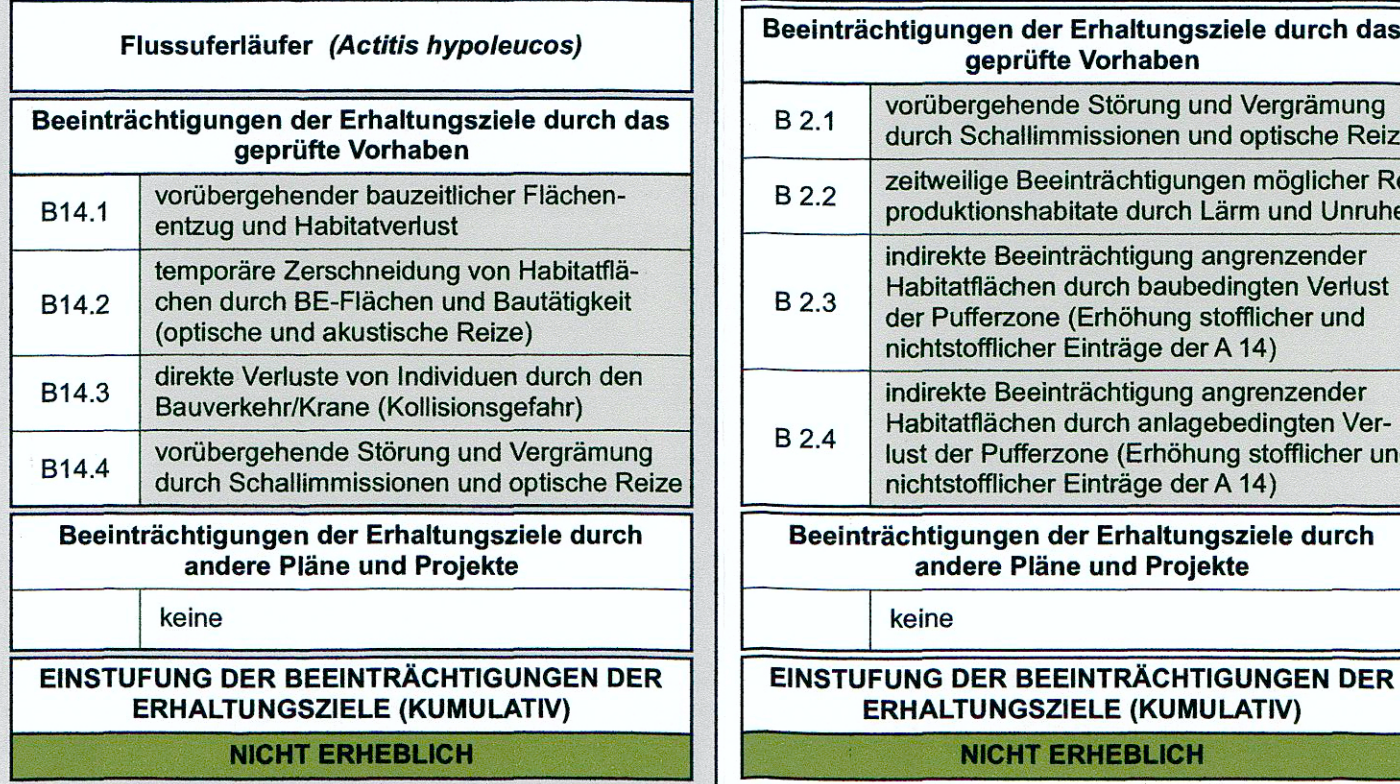 Flussuferläufer (Actitis hypoleucos)
Beeinträchtigungen der Erhaltungsziele durch das
geprüfte Vorhaben
B14.1
vorübergehender bauzeitlicher Flächen-
entzug und Habitatverlust
B14.2
temporäre Zerschneidung von Habitatflä-
chen durch BE-Flächen und Bautätigkeit
(optische und akustische Reize)
B14.3
direkte Verluste von Individuen durch den
Bauverkehr/Krane (Kollisionsgefahr)
B14.4
vorübergehende Störung und Vergrämung
durch Schallimmissionen und optische Reize
Beeinträchtigungen der Erhaltungsziele durch
andere Pläne und Projekte
keine
EINSTUFUNG DER BEEINTRÄCHTIGUNGEN DER
ERHALTUNGSZIELE (KUMULATIV)
NICHT ERHEBLICH
Beeinträchtigungen der Erhaltungsziele durch das
geprüfte Vorhaben
B 2.1
vorübergehende Störung und Vergrämung
durch Schallimmissionen und optische Reiz
B 2.2
zeitweilige Beeinträchtigungen möglicher Re
produktionshabitate durch Lärm und Unruhe
B 2.3
indirekte Beeinträchtigung angrenzender
Habitatflächen durch baubedingten Verlust
der Pufferzone (Erhöhung stofflicher und
nichtstofflicher Einträge der A 14)
B 2.4
indirekte Beeinträchtigung angrenzender
Habitatflächen durch anlagebedingten Ver-
lust der Pufferzone (Erhöhung stofflicher un
nichtstofflicher Einträge der A 14)
Beeinträchtigungen der Erhaltungsziele durch
andere Pläne und Projekte
keine
EINSTUFUNG DER BEEINTRÄCHTIGUNGEN DER
ERHALTUNGSZIELE (KUMULATIV)
NICHT ERHEBLICH